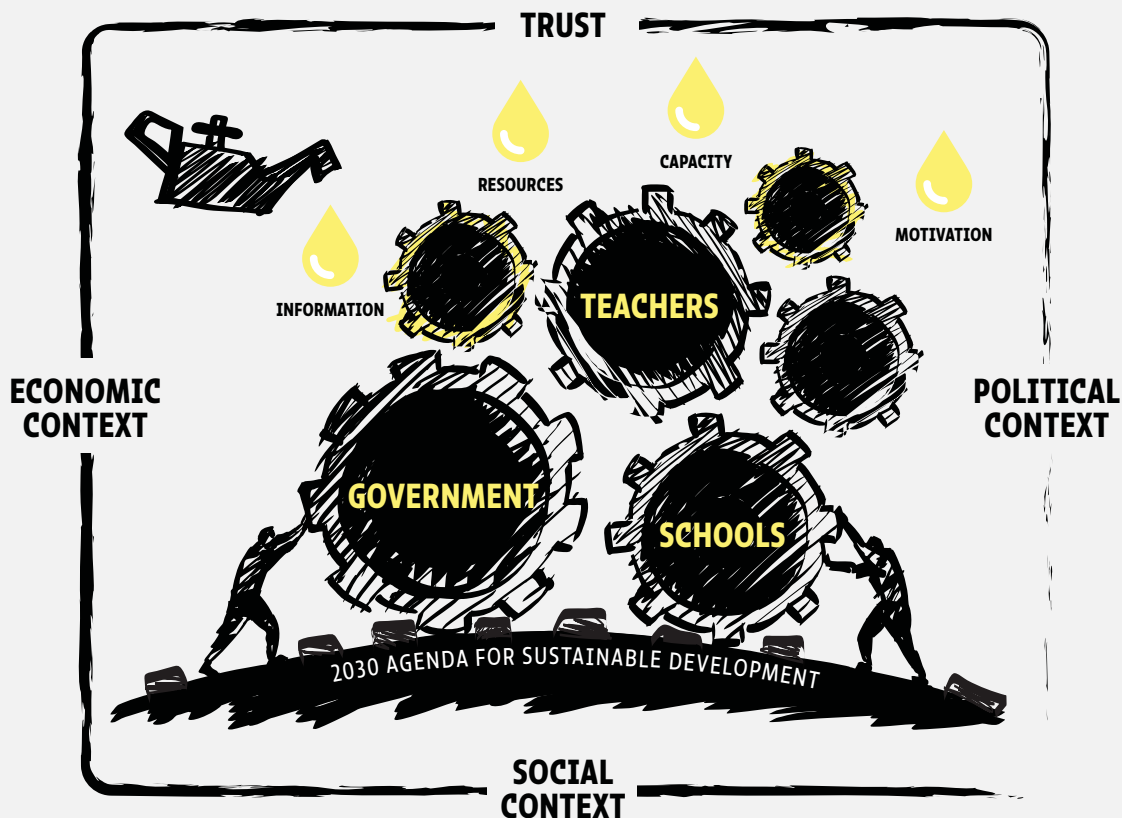 TRUST
CAPACITY
RESOURCES
MOTIVATION
INFORMATION
TEACHERS
ECONOMIC
CONTEXT
POLITICAL
CONTEXT
GOVERNMENT
SCHOOLS
2030 AGENDA FOR SUSTAINABLE DEVELOPMENT
SOCIAL
CONTEXT